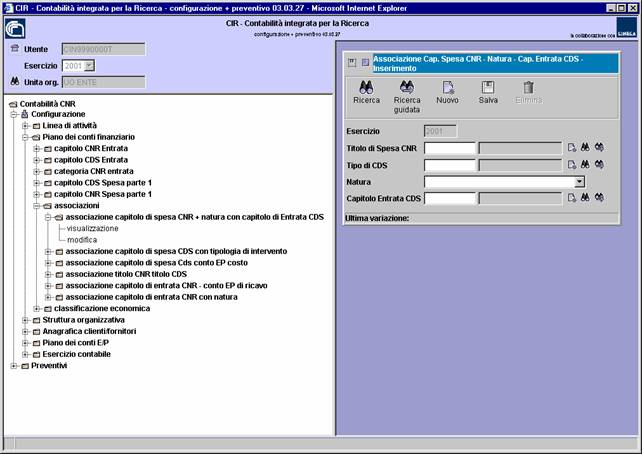 CIR - Contabilità integrata per la Ricerca - configurazione + preventivo 03.03.27 - Microsoft Internet Explorer
CIR - Contabilità integrata per la Ricerca
configurazione + preventivo 03.03.27
in collaborazione con CINECA
Utente CIN9990000T
Esercizio 2001
Unita org. UO ENTE
Contabilità CNR
Configurazione
Linea di attività
Piano dei conti finanziario
capitolo CNR Entrata
capitolo CDS Entrata
categoria CNR entrata
capitolo CDS Spesa parte 1
capitolo CNR Spesa parte 1
associazioni
associazione capitolo di spesa CNR + natura con capitolo di Entrata CDS
visualizzazione
modifica
associazione capitolo di spesa CDS con tipologia di intervento
associazione capitolo di spesa Cds conto EP costo
associazione titolo CNR titolo CDS
associazione capitolo di entrata CNR - conto EP di ricavo
associazione capitolo di entrata CNR con natura
classificazione economica
Struttura organizzativa
Anagrafica clienti/fornitori
Piano dei conti E/P
Esercizio contabile
Preventivi
Associazione Cap. Spesa CNR - Natura - Cap. Entrata CDS -
Inserimento
Ricerca Ricerca guidata Nuovo Salva Elimina
Esercizio 2001
Titolo di Spesa CNR
Tipo di CDS
Natura
Capitolo Entrata CDS
Ultima variazione: